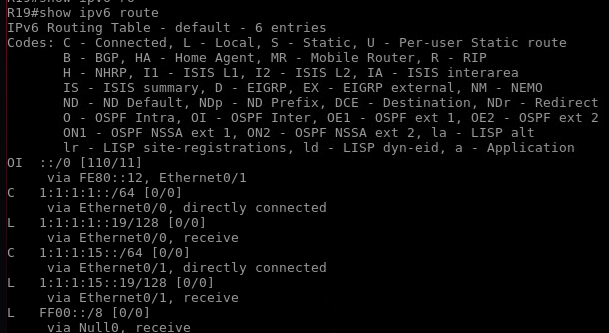 R19#show ipv6 route
IPv6 Routing Table - default - 6 entries
Codes: C - Connected, L - Local, S - Static, U - Per-user Static route
       B - BGP, HA - Home Agent, MR - Mobile Router, R - RIP
       H - NHRP, I1 - ISIS L1, I2 - ISIS L2, IA - ISIS interarea
       IS - ISIS summary, D - EIGRP, EX - EIGRP external, NM - NEMO
       ND - ND Default, NDp - ND Prefix, DCE - Destination, NDr - Redirect
       O - OSPF Intra, OI - OSPF Inter, OE1 - OSPF ext 1, OE2 - OSPF ext 2
       ON1 - OSPF NSSA ext 1, ON2 - OSPF NSSA ext 2, la - LISP alt
       lr - LISP site-registrations, ld - LISP dyn-eid, a - Application
OI  ::/0 [110/11]
     via FE80::12, Ethernet0/1
C   1:1:1:1::/64 [0/0]
     via Ethernet0/0, directly connected
L   1:1:1:1::19/128 [0/0]
     via Ethernet0/0, receive
C   1:1:1:15::/64 [0/0]
     via Ethernet0/1, directly connected
L   1:1:1:15::19/128 [0/0]
     via Ethernet0/1, receive
L   FF00::/8 [0/0]
     via Null0, receive